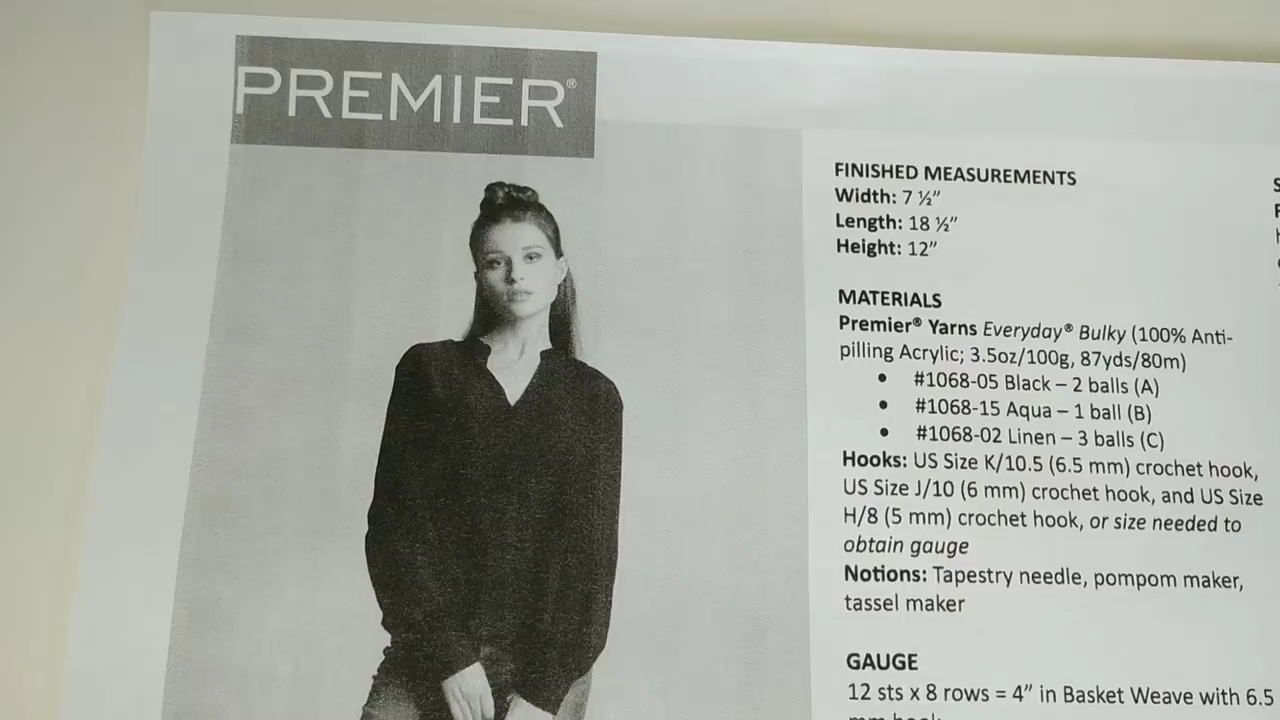 PREMIER®
FINISHED MEASUREMENTS
Width: 7 ½”
Length: 18 ½”
Height: 12”
MATERIALS
Premier® Yarns Everyday® Bulky (100% Anti-
pilling Acrylic; 3.5oz/100g, 87yds/80m)
• #1068-05 Black – 2 balls (A)
• #1068-15 Aqua – 1 ball (B)
• #1068-02 Linen – 3 balls (C)
Hooks: US Size K/10.5 (6.5 mm) crochet hook,
US Size J/10 (6 mm) crochet hook, and US Size
H/8 (5 mm) crochet hook, or size needed to
obtain gauge
Notions: Tapestry needle, pompom maker,
tassel maker
GAUGE
12 sts x 8 rows = 4” in Basket Weave with 6.5